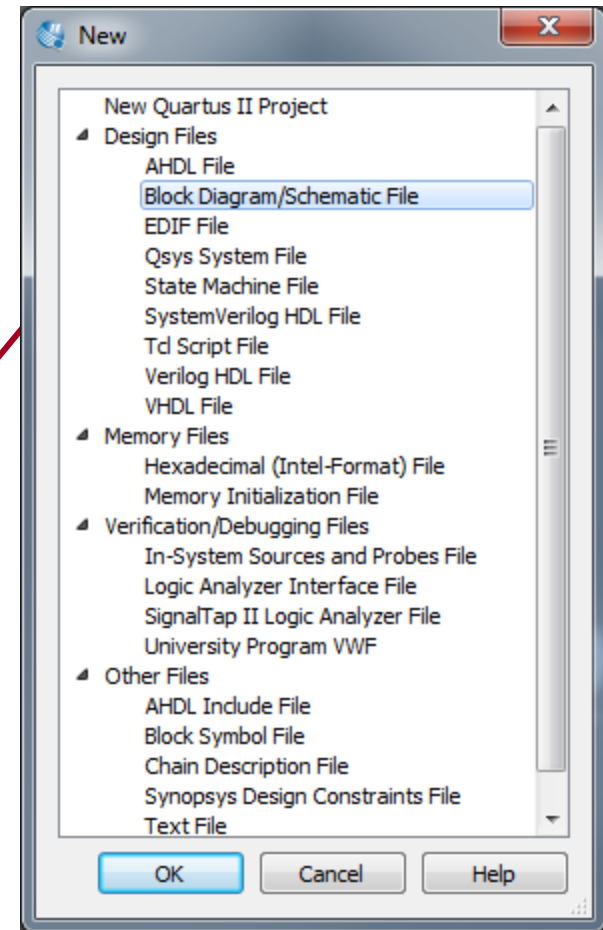 New
New Quartus II Project
Design Files
AHDL File
Block Diagram/Schematic File
EDIF File
Qsys System File
State Machine File
SystemVerilog HDL File
Tcl Script File
Verilog HDL File
VHDL File
Memory Files
Hexadecimal (Intel-Format) File
Memory Initialization File
Verification/Debugging Files
In-System Sources and Probes File
Logic Analyzer Interface File
SignalTap II Logic Analyzer File
University Program VWF
Other Files
AHDL Include File
Block Symbol File
Chain Description File
Synopsys Design Constraints File
Text File
OK Cancel Help